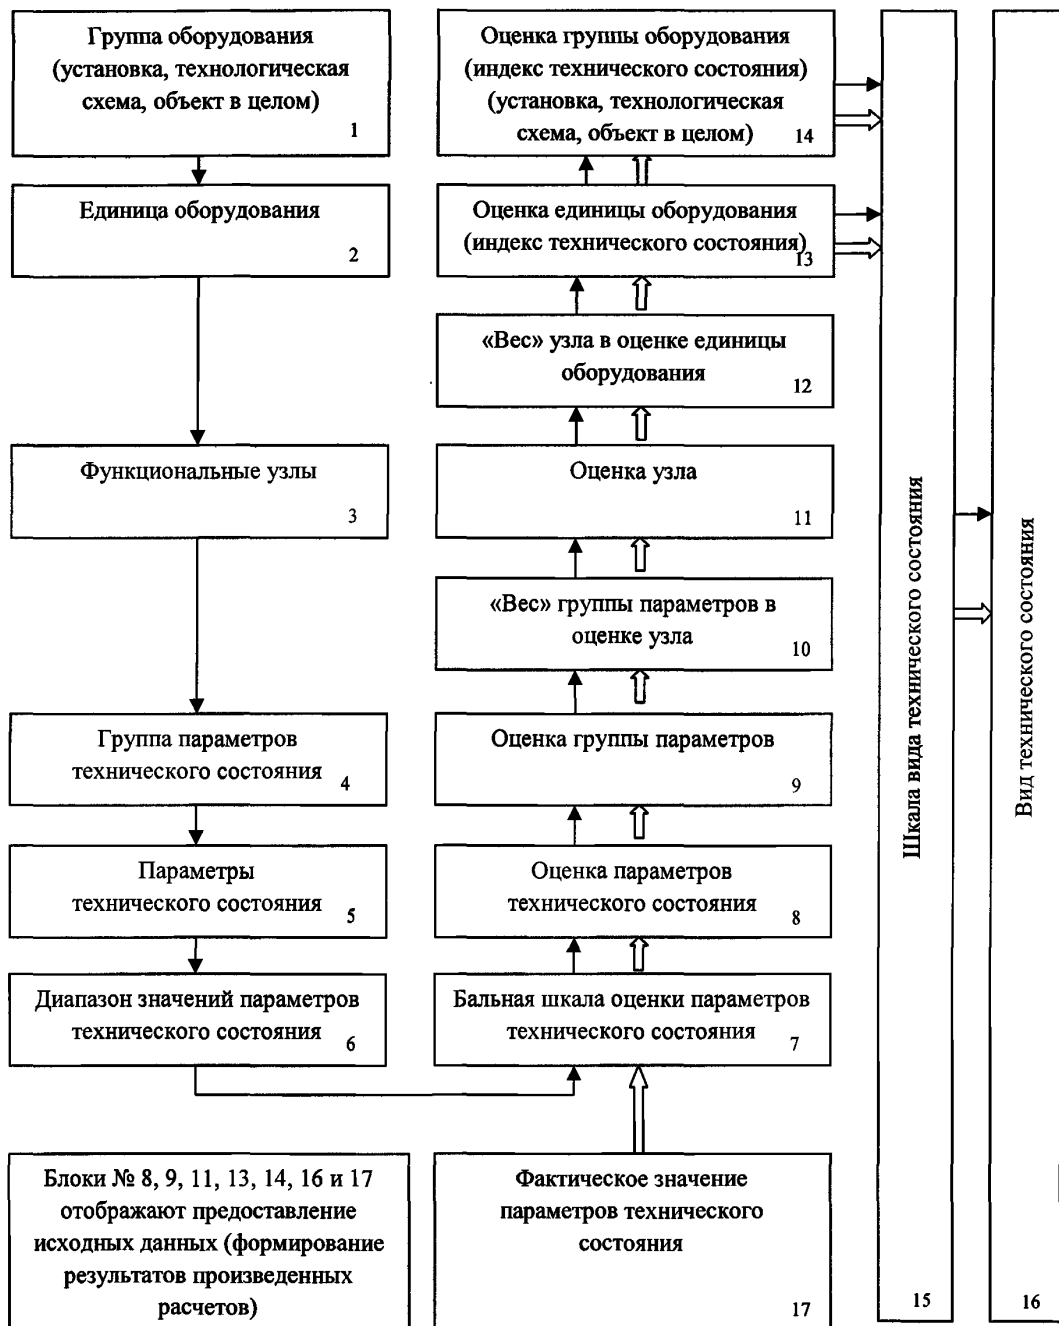 Группа оборудования
(установка, технологическая
схема, объект в целом)
1
Единица оборудования
2
Функциональные узлы
3
Группа параметров
технического состояния
4
Параметры
технического состояния
5
Диапазон значений параметров
технического состояния
6
Блоки № 8, 9, 11, 13, 14, 16 и 17
отображают предоставление
исходных данных (формирование
результатов произведенных
расчетов)
Оценка группы оборудования
(индекс технического состояния)
(установка, технологическая
схема, объект в целом)
14
Оценка единицы оборудования
(индекс технического состояния)
13
«Вес» узла в оценке единицы
оборудования
12
Оценка узла
11
«Вес» группы параметров в
оценке узла
10
Оценка группы параметров
9
Оценка параметров
технического состояния
8
Бальная шкала оценки параметров
технического состояния
7
Фактическое значение
параметров технического
состояния
17
Шкала вида технического состояния
15
Вид технического состояния
16